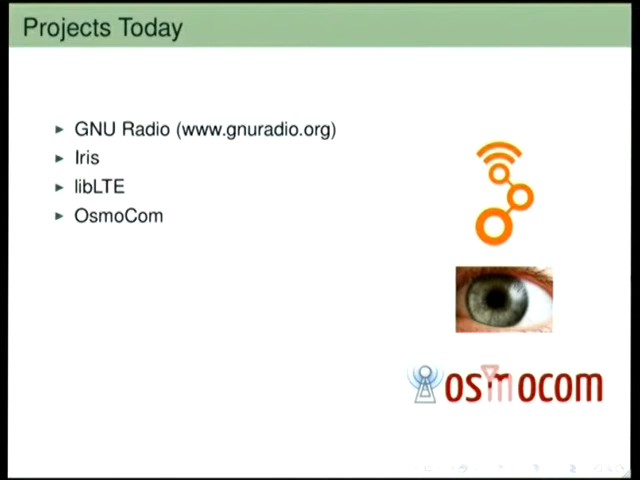 Projects Today
GNU Radio (www.gnuradio.org)
Iris
libLTE
OsmoCom
osmocom